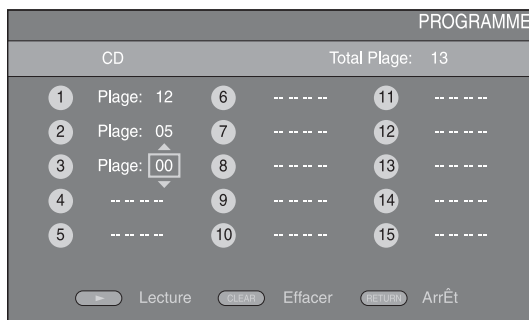 PROGRAMME
CD Total Plage: 13
1 Plage: 12 6 -- -- -- -- 11 -- -- -- --
2 Plage: 05 7 -- -- -- -- 12 -- -- -- --
3 Plage: 00 8 -- -- -- -- 13 -- -- -- --
4 -- -- -- -- 9 -- -- -- -- 14 -- -- -- --
5 -- -- -- -- 10 -- -- -- -- 15 -- -- -- --
Lecture CLEAR Effacer RETURN ArrÊt